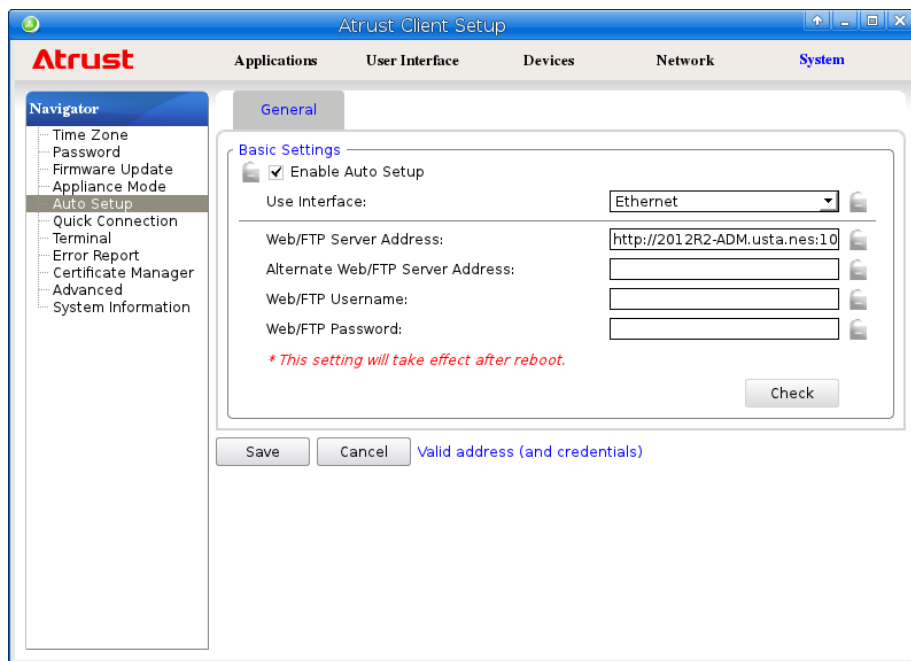 Atrust Client Setup
Atrust
Applications User Interface Devices Network System
Navigator
Time Zone
Password
Firmware Update
Appliance Mode
Auto Setup
Quick Connection
Terminal
Error Report
Certificate Manager
Advanced
System Information
General
Basic Settings
Enable Auto Setup
Use Interface: Ethernet
Web/FTP Server Address: http://2012R2-ADM.usta.nes:10
Alternate Web/FTP Server Address:
Web/FTP Username:
Web/FTP Password:
* This setting will take effect after reboot.
Check
Save Cancel Valid address (and credentials)